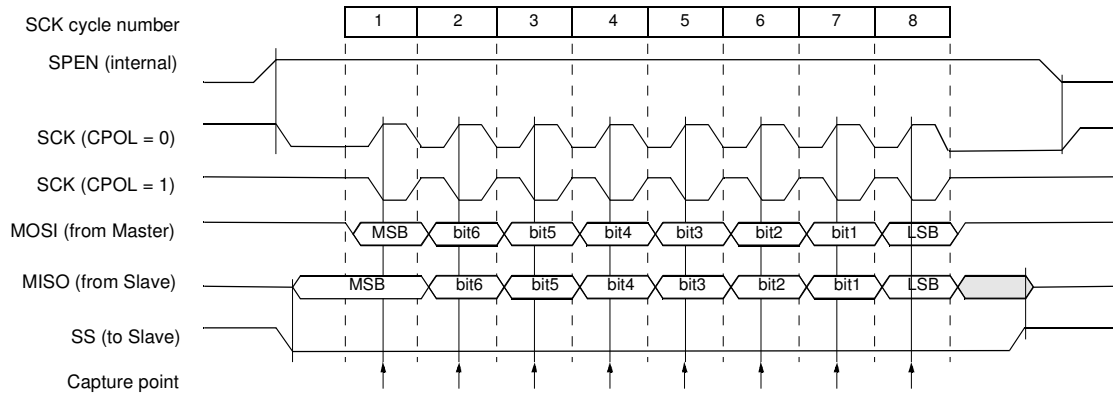 SCK cycle number 1 2 3 4 5 6 7 8
SPEN (internal)
SCK (CPOL = 0)
SCK (CPOL = 1)
MOSI (from Master) MSB bit6 bit5 bit4 bit3 bit2 bit1 LSB
MISO (from Slave) MSB bit6 bit5 bit4 bit3 bit2 bit1 LSB
SS (to Slave)
Capture point